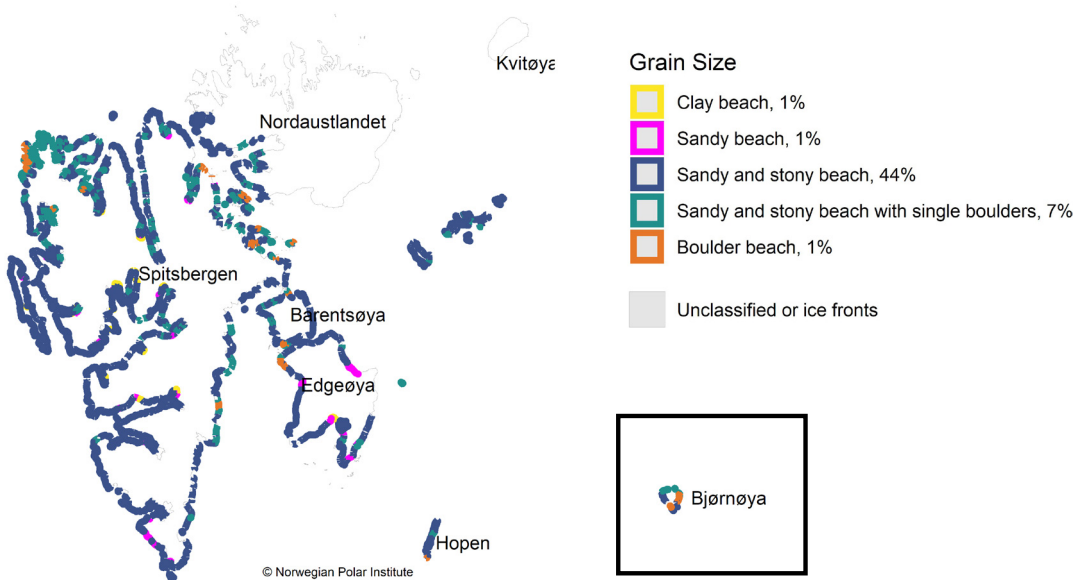 Kvitøya
Nordaustlandet
Spitsbergen
Barentsøya
Edgeøya
Hopen
© Norwegian Polar Institute
Grain Size
Clay beach, 1%
Sandy beach, 1%
Sandy and stony beach, 44%
Sandy and stony beach with single boulders, 7%
Boulder beach, 1%
Unclassified or ice fronts
Bjørnøya